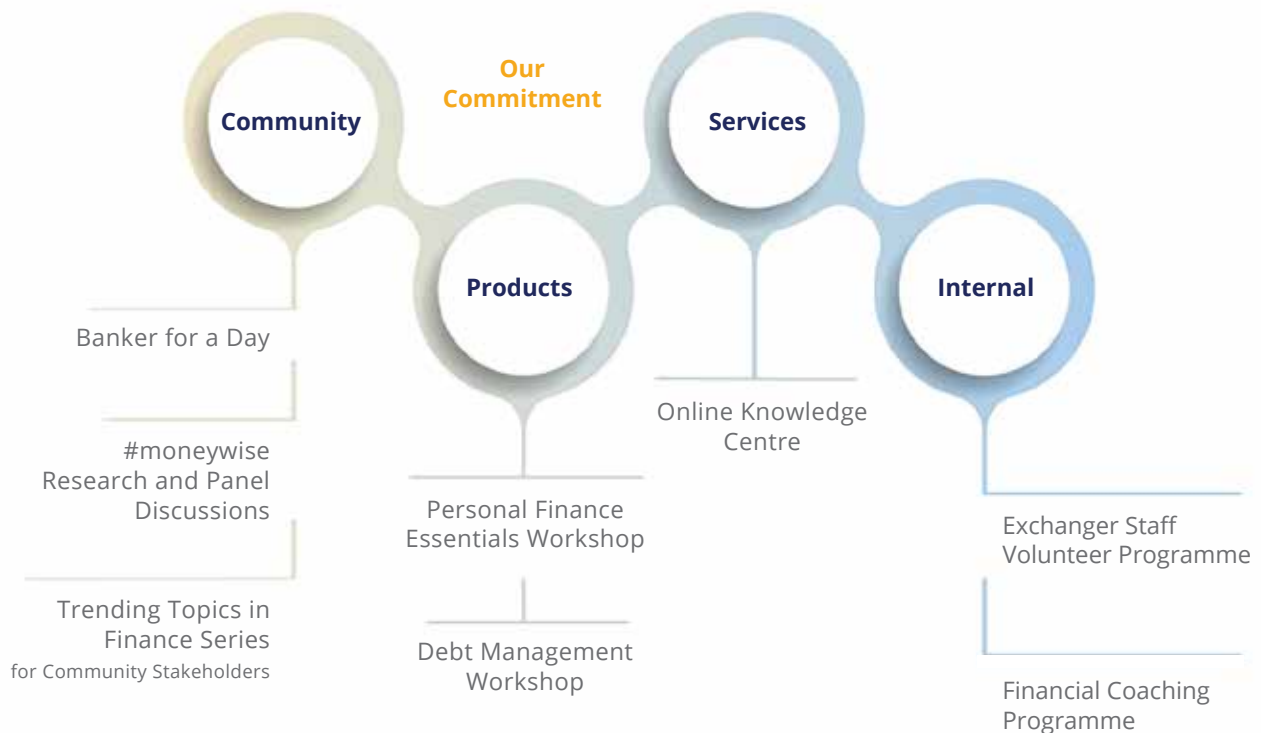 Our
Commitment
Community
Banker for a Day
#moneywise
Research and Panel
Discussions
Trending Topics in
Finance Series
for Community Stakeholders
Products
Personal Finance
Essentials Workshop
Debt Management
Workshop
Services
Online Knowledge
Centre
Internal
Exchanger Staff
Volunteer Programme
Financial Coaching
Programme